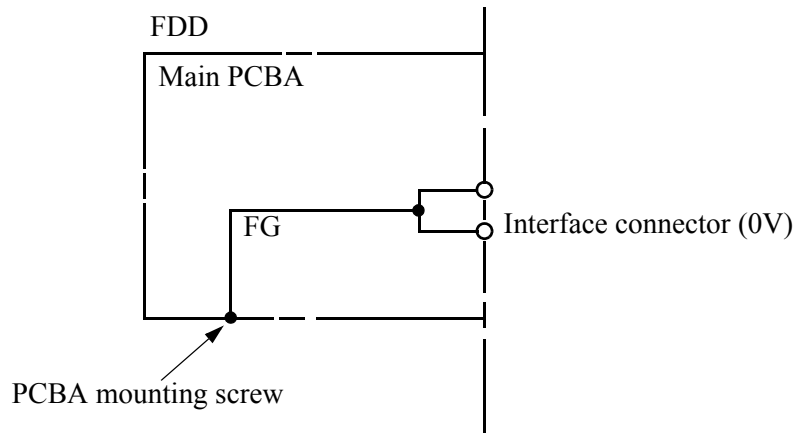 FDD
Main PCBA
FG
Interface connector (0V)
PCBA mounting screw